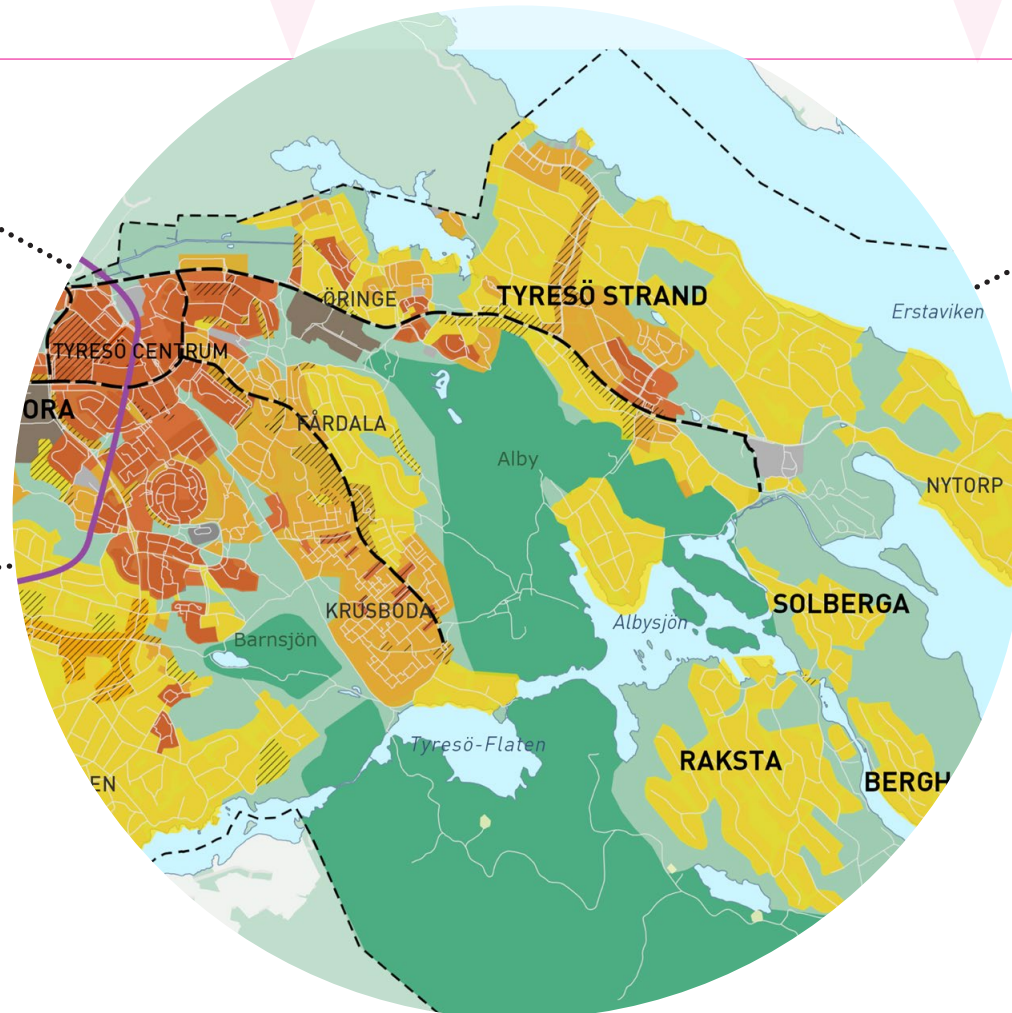 ÖRINGE
TYRESÖ STRAND
Erstaviken
TYRESÖ CENTRUM
ORA
FÅRDALA
Alby
NYTORP
KRUSBODA
SOLBERGA
Albysjön
Barnsjön
Tyresö-Flaten
RAKSTA
EN
BERGH